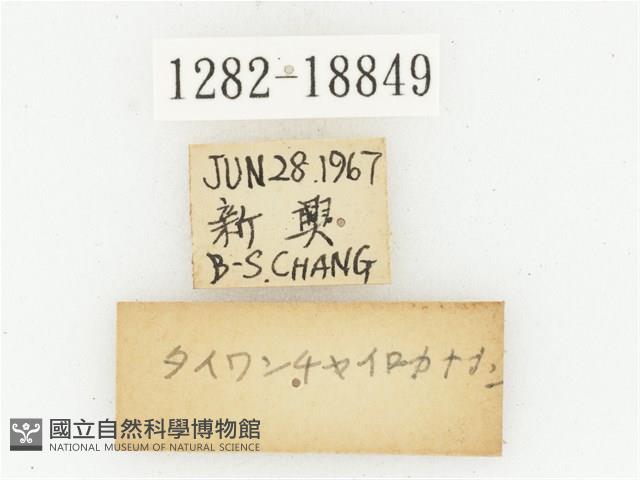 1282-18849
JUN 28.1967
新興
B-S.CHANG
タイワンチャイロカナブン
國立自然科學博物館
NATIONAL MUSEUM OF NATURAL SCIENCE